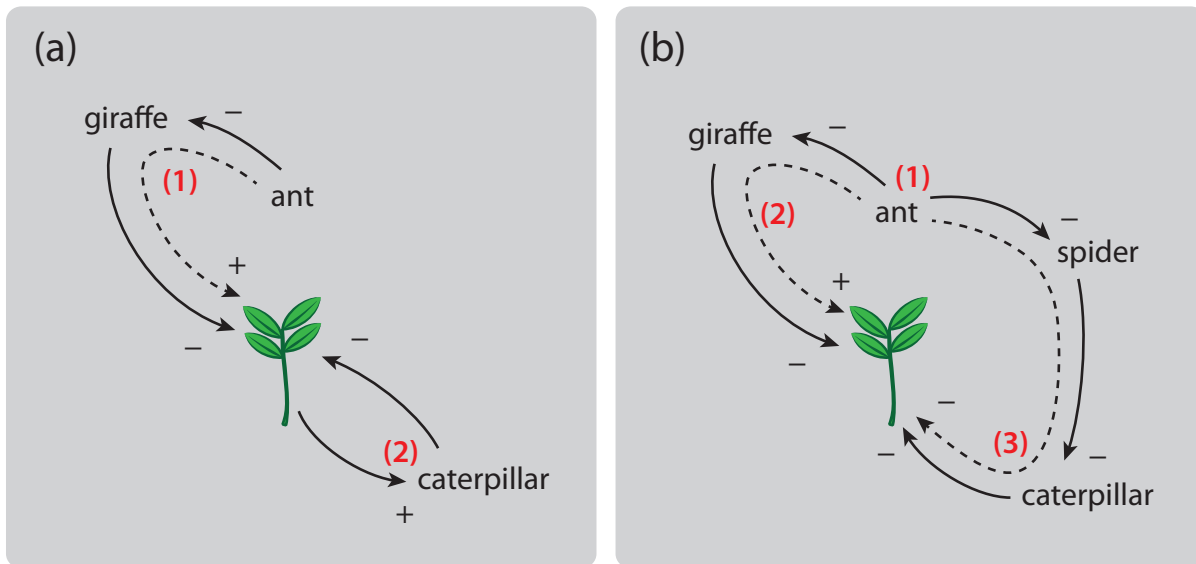 (a)
giraffe
−
(1)
ant
+
−
−
(2)
caterpillar
+
(b)
giraffe
−
(1)
ant
(2)
−
spider
+
−
−
(3)
−
−
caterpillar